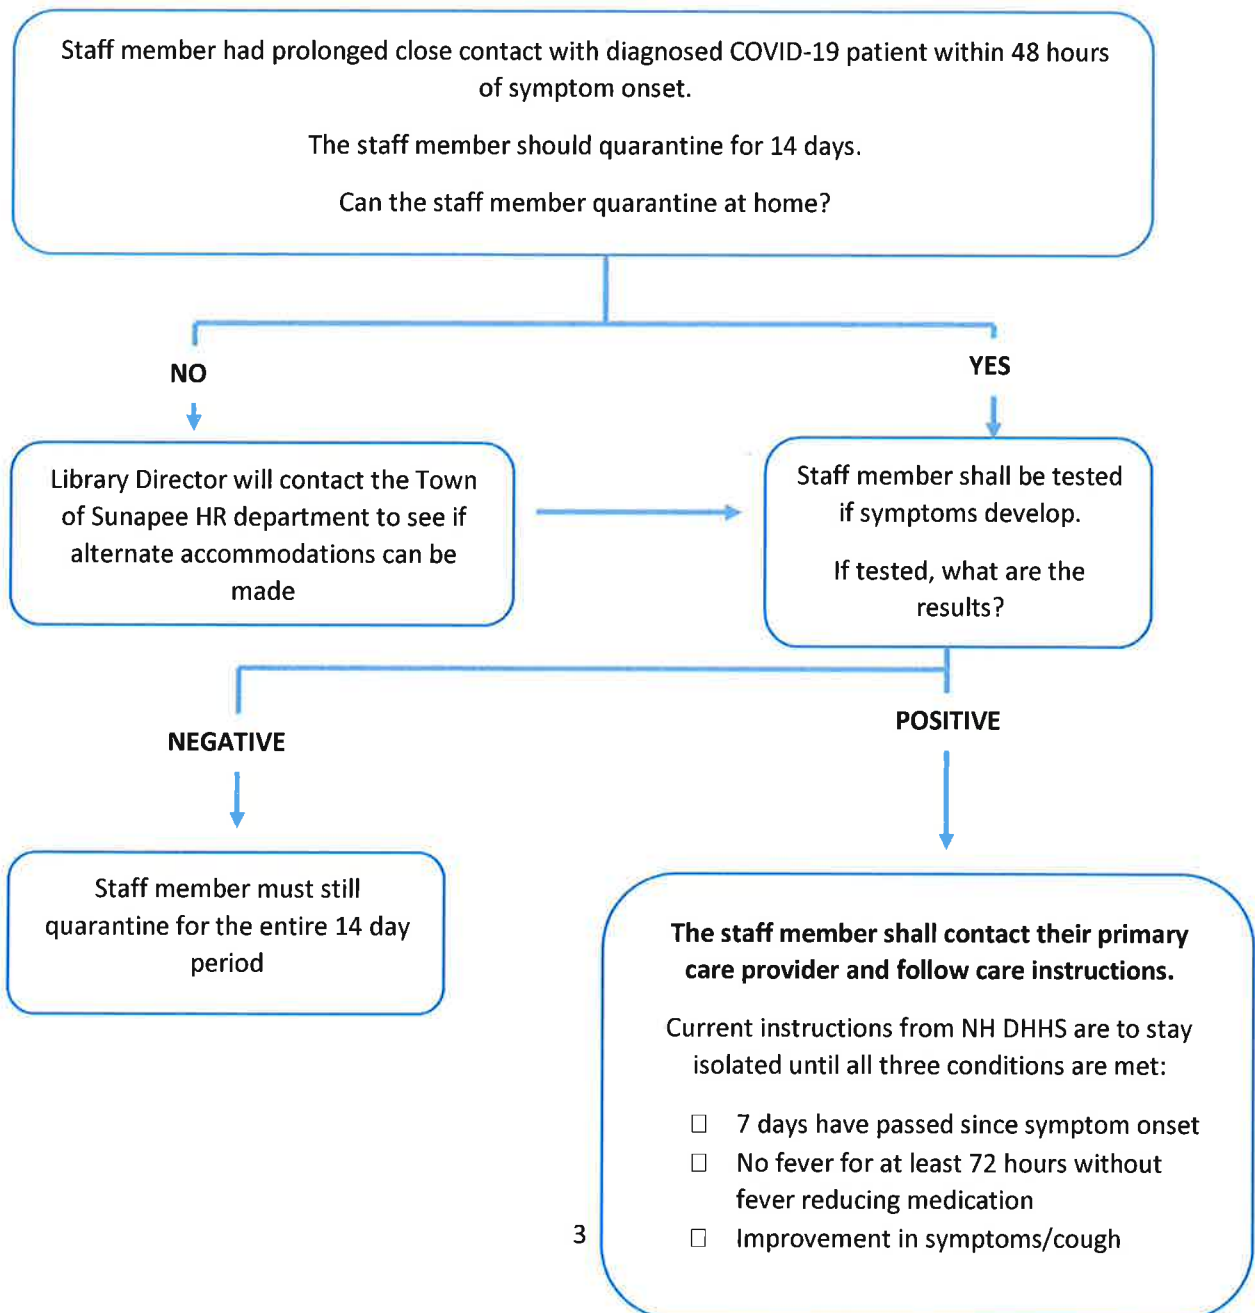 Staff member had prolonged close contact with diagnosed COVID-19 patient within 48 hours
of symptom onset.
The staff member should quarantine for 14 days.
Can the staff member quarantine at home?
NO
YES
Library Director will contact the Town
of Sunapee HR department to see if
alternate accommodations can be
made
Staff member shall be tested
if symptoms develop.
If tested, what are the
results?
NEGATIVE
POSITIVE
Staff member must still
quarantine for the entire 14 day
period
The staff member shall contact their primary
care provider and follow care instructions.
Current instructions from NH DHHS are to stay
isolated until all three conditions are met:
☐ 7 days have passed since symptom onset
☐ No fever for at least 72 hours without
fever reducing medication
☐ Improvement in symptoms/cough
3